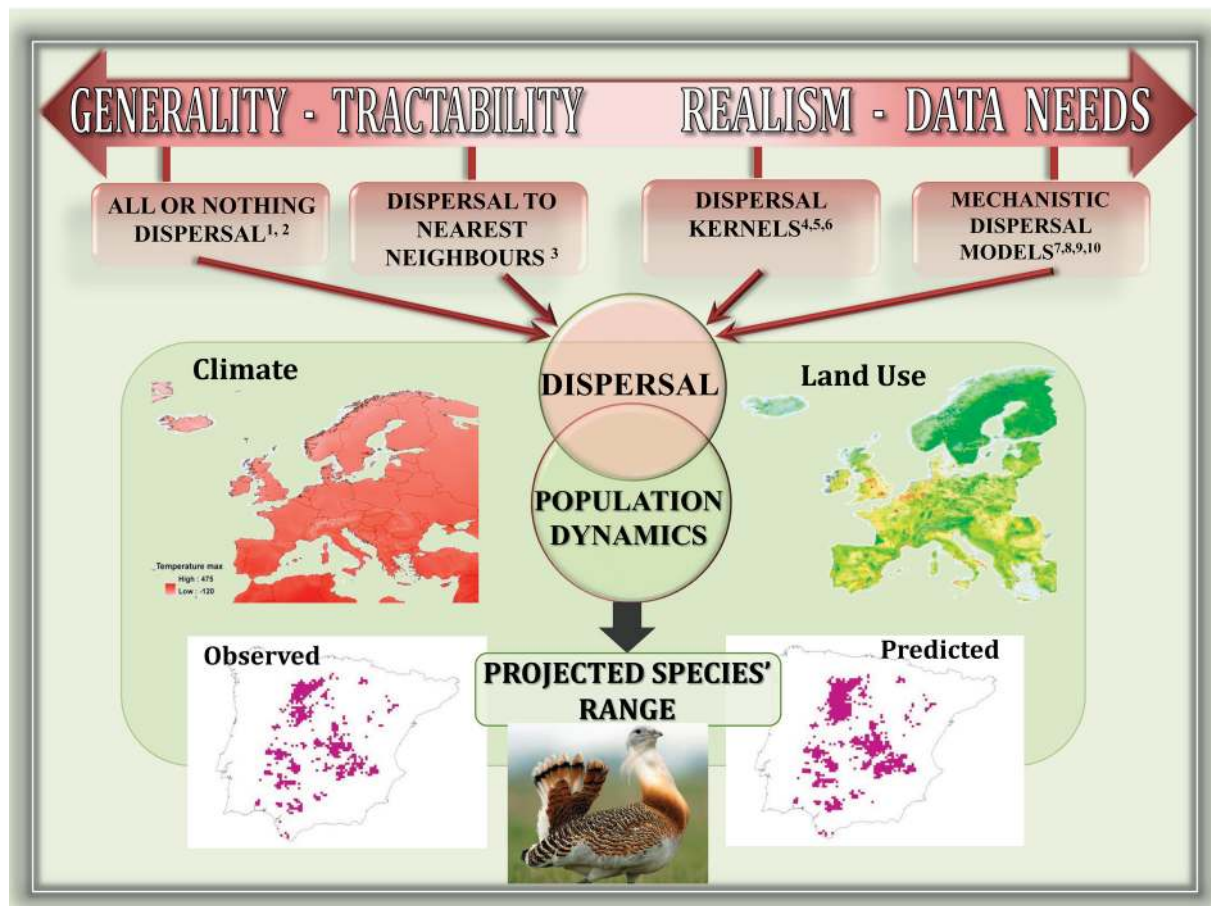 GENERALITY - TRACTABILITY REALISM - DATA NEEDS
ALL OR NOTHING
DISPERSAL1, 2
DISPERSAL TO
NEAREST
NEIGHBOURS 3
DISPERSAL
KERNELS4,5,6
MECHANISTIC
DISPERSAL
MODELS7,8,9,10
Climate
DISPERSAL
Land Use
POPULATION
DYNAMICS
Temperature max
High : 475
Low : -120
Observed
PROJECTED SPECIES'
RANGE
Predicted